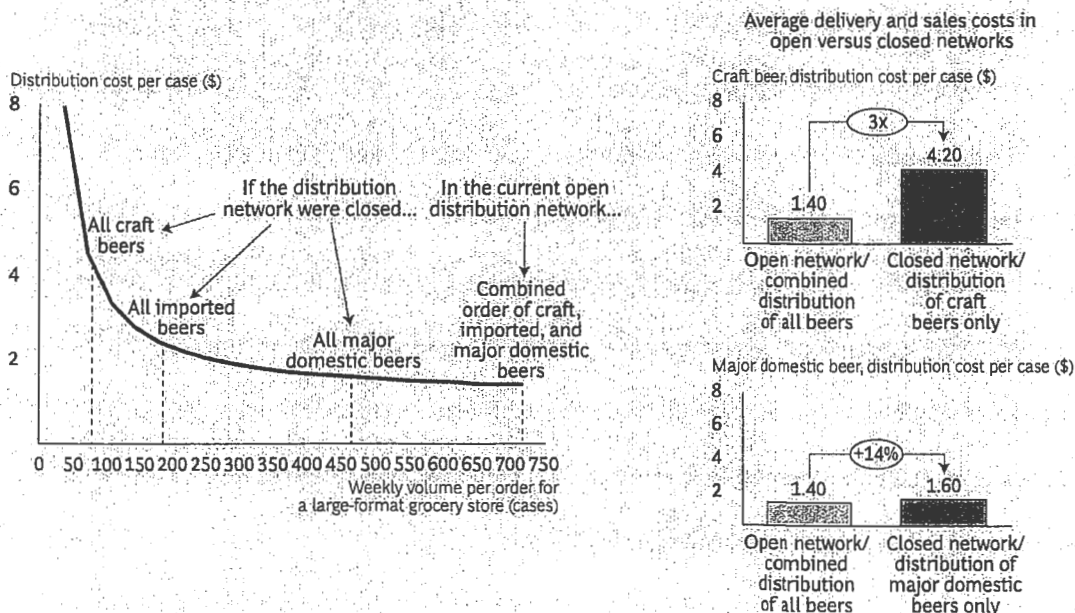 Distribution cost per case ($)
8
6
4
2
If the distribution
network were closed...
In the current open
distribution network...
All craft
beers
All imported
beers
All major
domestic beers
Combined
order of craft,
imported, and
major domestic
beers
0 50 100 150 200 250 300 350 400 450 500 550 600 650 700 750
Weekly volume per order for
a large-format grocery store (cases)
Average delivery and sales costs in
open versus closed networks
Craft beer, distribution cost per case ($)
8
6
4
2
3x
1.40
4.20
Open network/
combined
distribution
of all beers
Closed network/
distribution
of craft
beers only
Major domestic beer, distribution cost per case ($)
8
6
4
2
+14%
1.40
1.60
Open network/
combined
distribution
of all beers
Closed network/
distribution of
major domestic
beers only